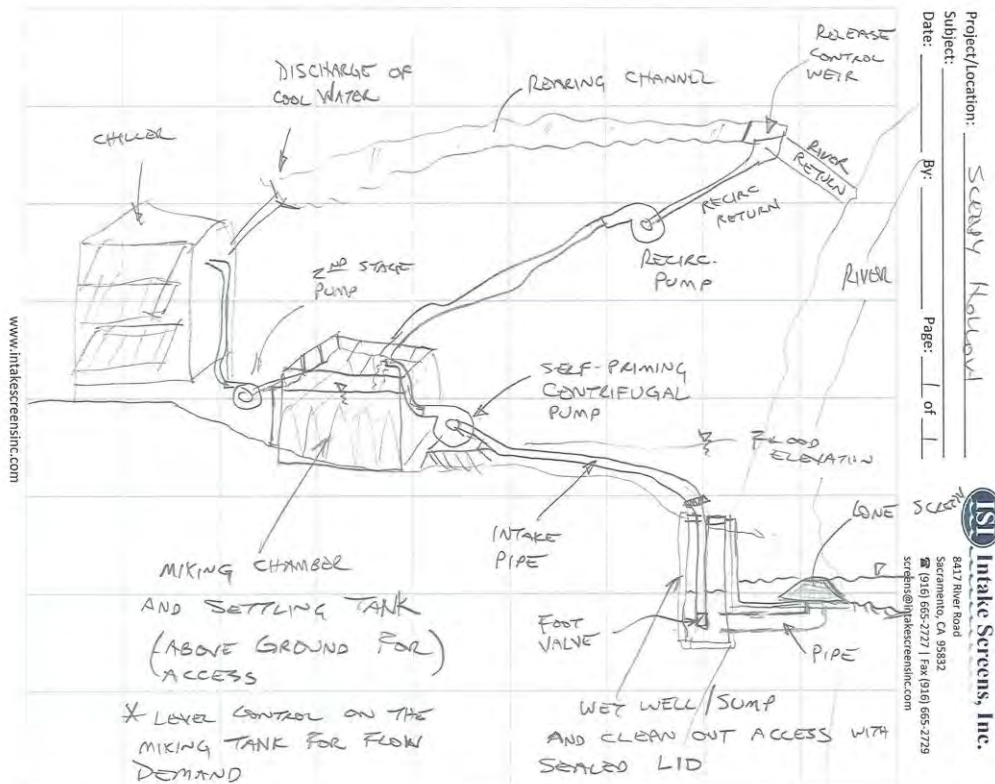 Project/Location:
Subject:
Date:
By:
Page: 1 of 1
ISI Intake Screens, Inc.
8417 River Road
Sacramento, CA 95832
☎ (916) 665-2727 | Fax (916) 665-2729
screens@intakescreensinc.com
www.intakescreensinc.com
RELEASE
CONTROL
WEIR
REARING CHANNEL
DISCHARGE OF
COOL WATER
CHILLER
RIVER
RETURN
RECIRC
RETURN
RECIRC.
PUMP
RIVER
2ND STAGE
PUMP
SELF-PRIMING
CENTRIFUGAL
PUMP
FLOOD
ELEVATION
CONE SCREEN
INTAKE
PIPE
MIXING CHAMBER
AND SETTLING TANK
(ABOVE GROUND FOR)
ACCESS
* LEVEL CONTROL ON THE
MIXING TANK FOR FLOW
DEMAND
FOOT
VALVE
PIPE
WET WELL/SUMP
AND CLEAN OUT ACCESS WITH
SEALED LID